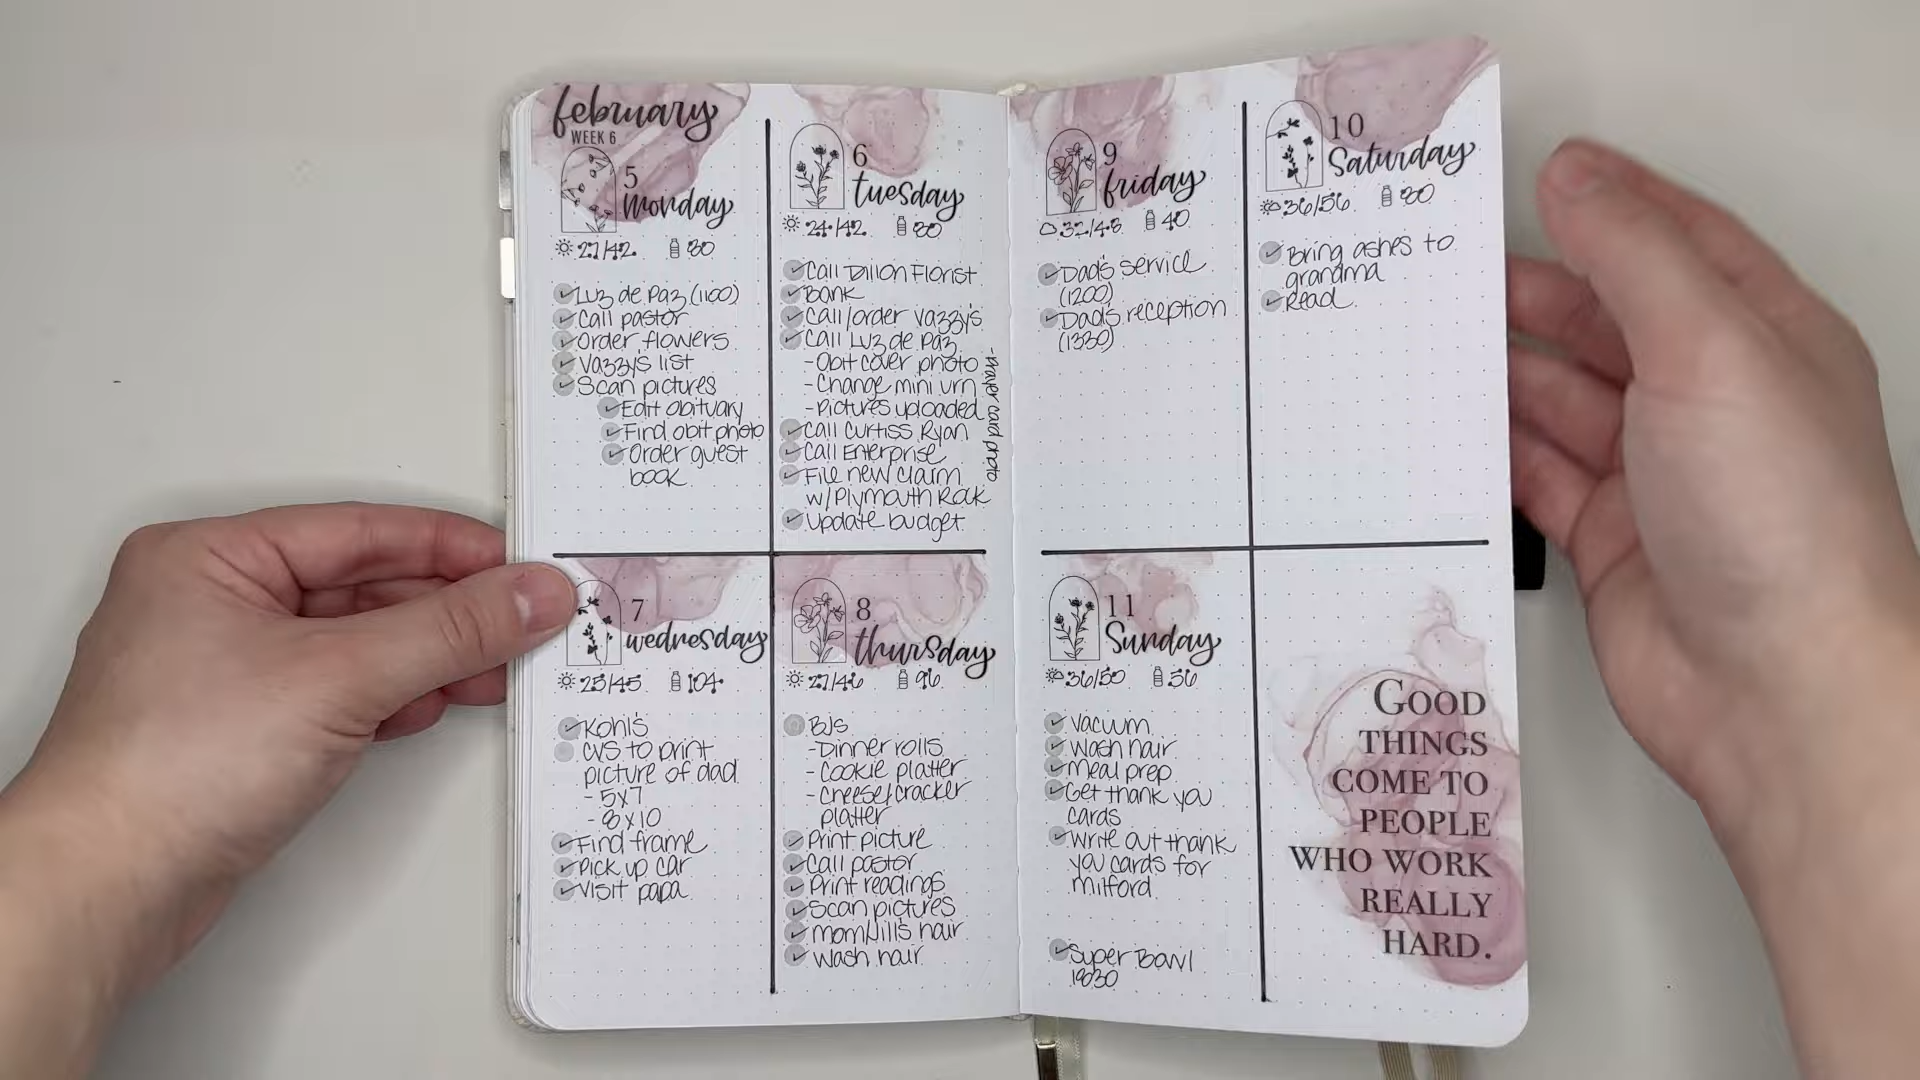 february
WEEK 6
5
monday
27/42 80
Luz de Paz (1100)
Call pastor
Order flowers
Vazzy's list
Scan pictures
Edit obituary
Find obit photo
Order guest
book
6
tuesday
24/42 80
Call Dillon Florist
Bank
Call/order Vazzy's
Call Luz de Paz
-Obit cover photo
-Change mini urn
-Pictures uploaded
-Prayer card photo
Call Curtiss Ryan
Call Enterprise
File new claim
w/Plymouth Rock
Update budget
7
wednesday
25/45 104
Kohl's
CVS to print
picture of dad
- 5x7
- 8x10
Find frame
Pick up car
Visit papa
8
thursday
27/46 96
BJs
-Dinner rolls
- Cookie platter
- Cheese/cracker
platter
Print picture
Call pastor
Print readings
Scan pictures
Mom/Jill's hair
Wash hair
9
friday
32/48 40
Dad's service
(1200)
Dad's reception
(1330)
10
Saturday
36/56 80
Bring ashes to
grandma
Read
11
Sunday
36/50 56
Vacuum
Wash hair
Meal prep
Get thank you
cards
Write out thank
you cards for
Milford
Super Bowl
1830
GOOD
THINGS
COME TO
PEOPLE
WHO WORK
REALLY
HARD.